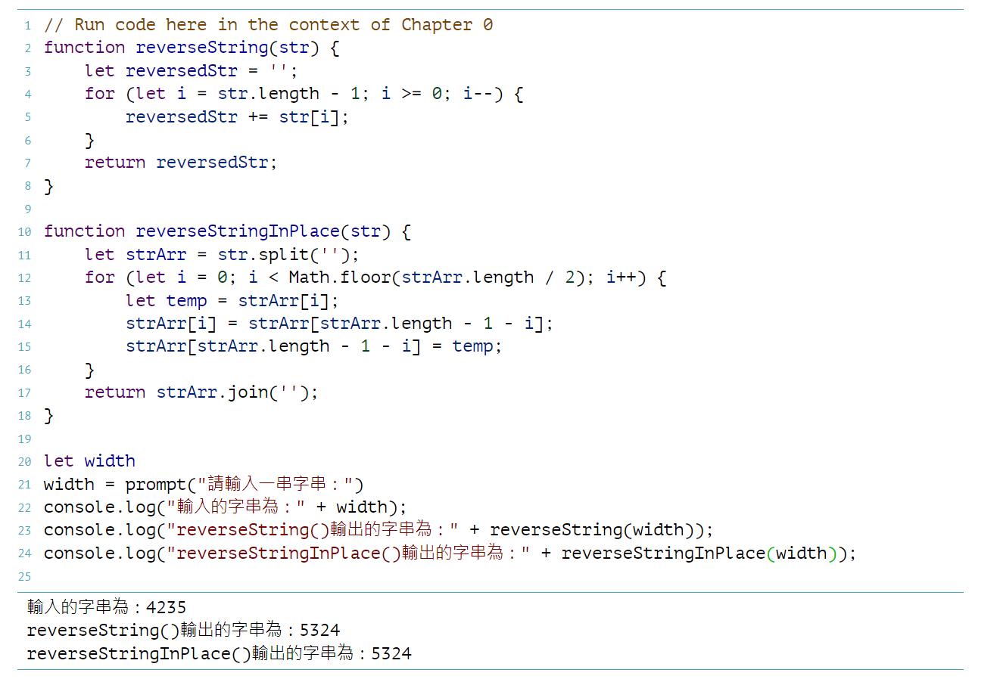 1 // Run code here in the context of Chapter 0
2 function reverseString(str) {
3     let reversedStr = '';
4     for (let i = str.length - 1; i >= 0; i--) {
5         reversedStr += str[i];
6     }
7     return reversedStr;
8 }
9
10 function reverseStringInPlace(str) {
11     let strArr = str.split('');
12     for (let i = 0; i < Math.floor(strArr.length / 2); i++) {
13         let temp = strArr[i];
14         strArr[i] = strArr[strArr.length - 1 - i];
15         strArr[strArr.length - 1 - i] = temp;
16     }
17     return strArr.join('');
18 }
19
20 let width
21 width = prompt("請輸入一串字串：")
22 console.log("輸入的字串為：" + width);
23 console.log("reverseString()輸出的字串為：" + reverseString(width));
24 console.log("reverseStringInPlace()輸出的字串為：" + reverseStringInPlace(width));
25
輸入的字串為：4235
reverseString()輸出的字串為：5324
reverseStringInPlace()輸出的字串為：5324